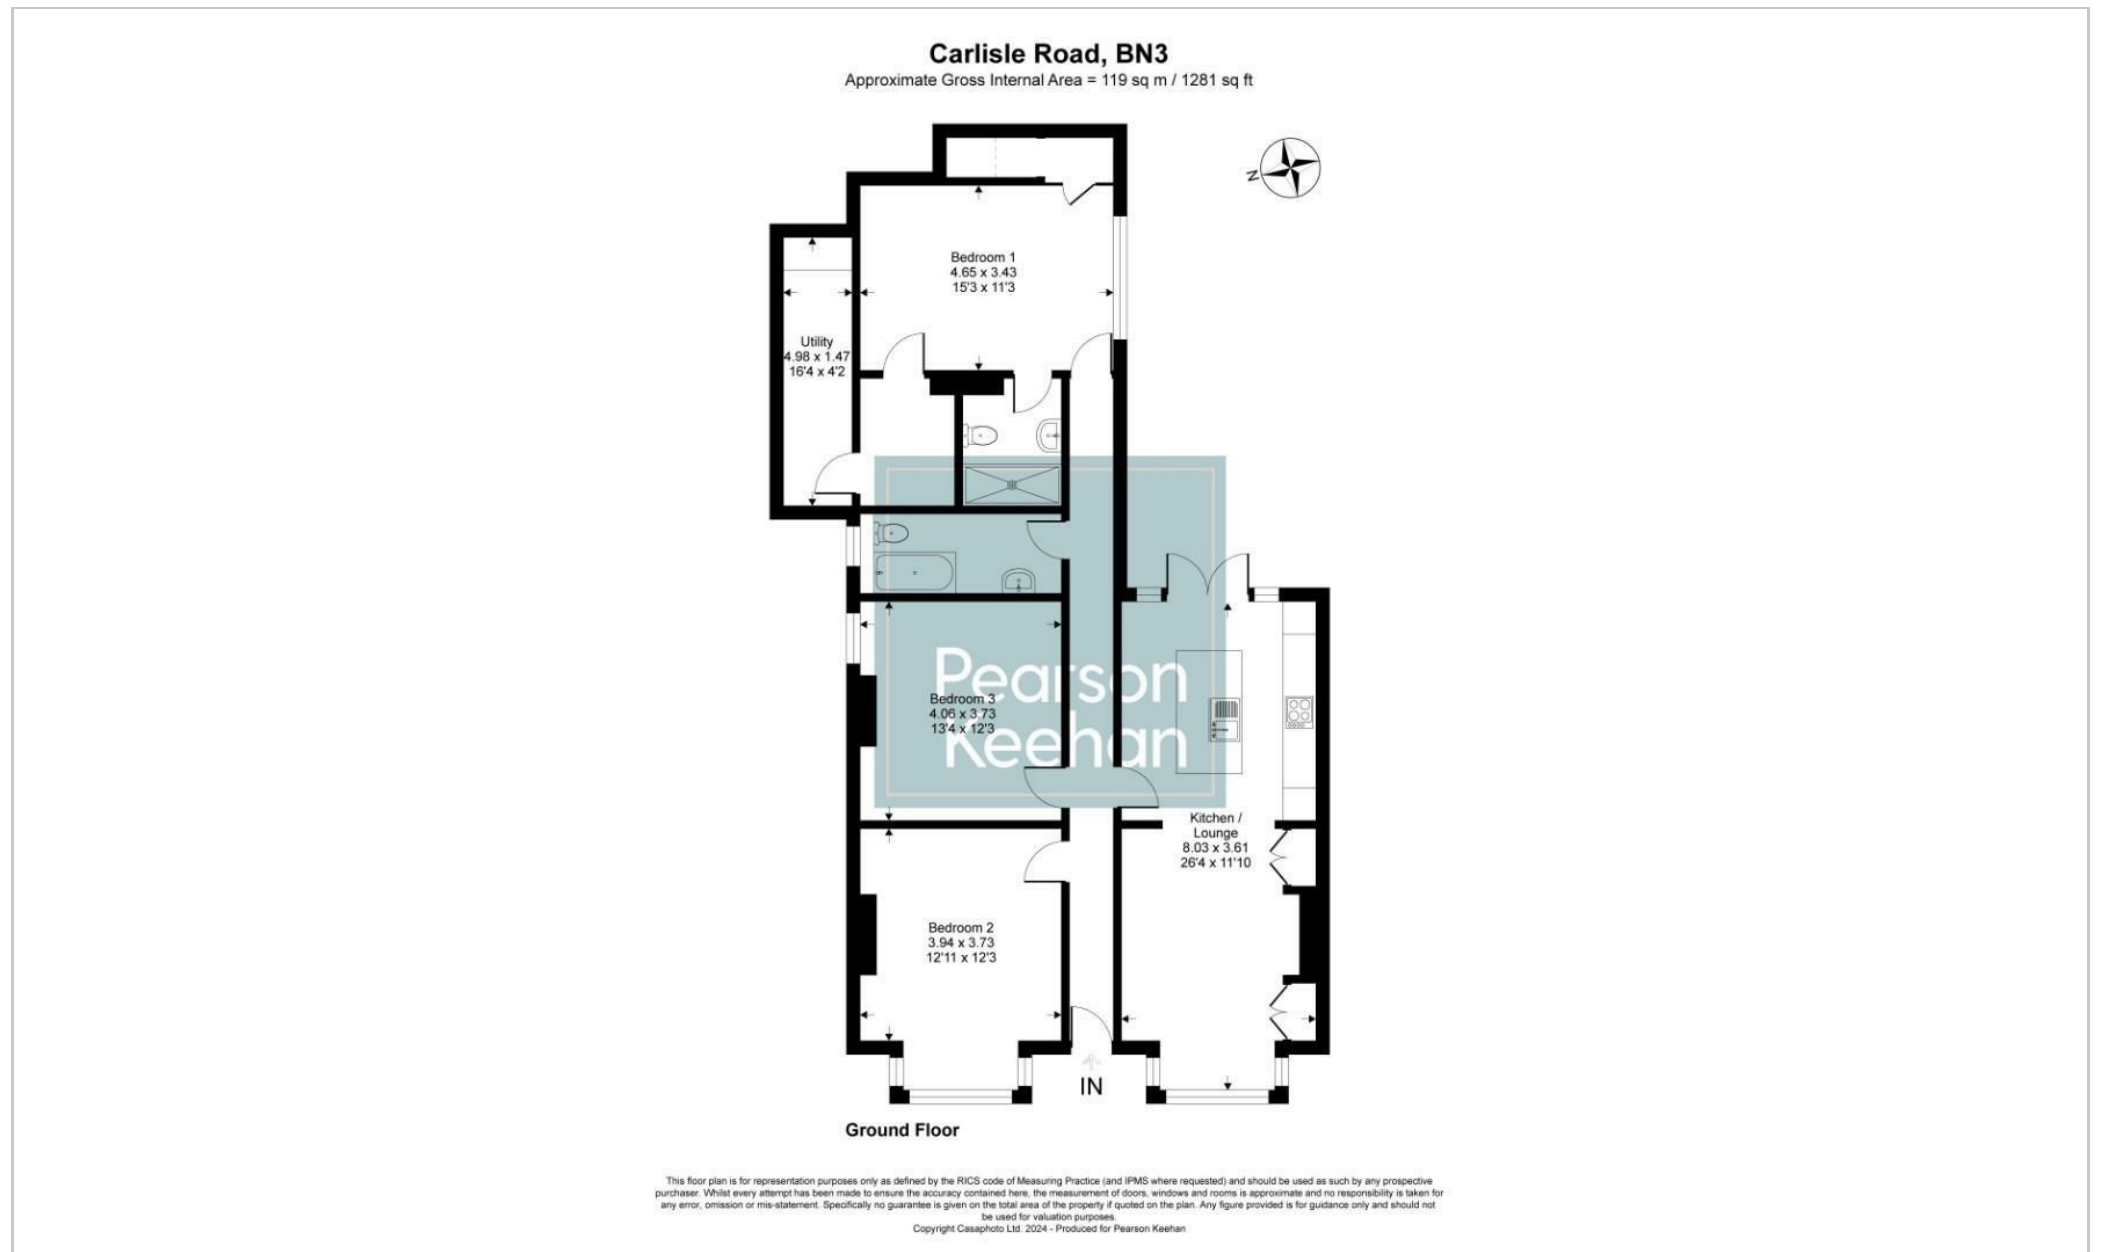 Carlisle Road, BN3
Approximate Gross Internal Area = 119 sq m / 1281 sq ft
N
Bedroom 1
4.65 x 3.43
15'3 x 11'3
Utility
4.98 x 1.47
16'4 x 4'2
Pearson
Keehan
Bedroom 3
4.06 x 3.73
13'4 x 12'3
Kitchen /
Lounge
8.03 x 3.61
26'4 x 11'10
Bedroom 2
3.94 x 3.73
12'11 x 12'3
IN
Ground Floor
This floor plan is for representation purposes only as defined by the RICS code of Measuring Practice (and IPMS where requested) and should be used as such by any prospective
purchaser. Whilst every attempt has been made to ensure the accuracy contained here, the measurement of doors, windows and rooms is approximate and no responsibility is taken for
any error, omission or mis-statement. Specifically no guarantee is given on the total area of the property if quoted on the plan. Any figure provided is for guidance only and should not
be used for valuation purposes.
Copyright Casaphoto Ltd. 2024 - Produced for Pearson Keehan